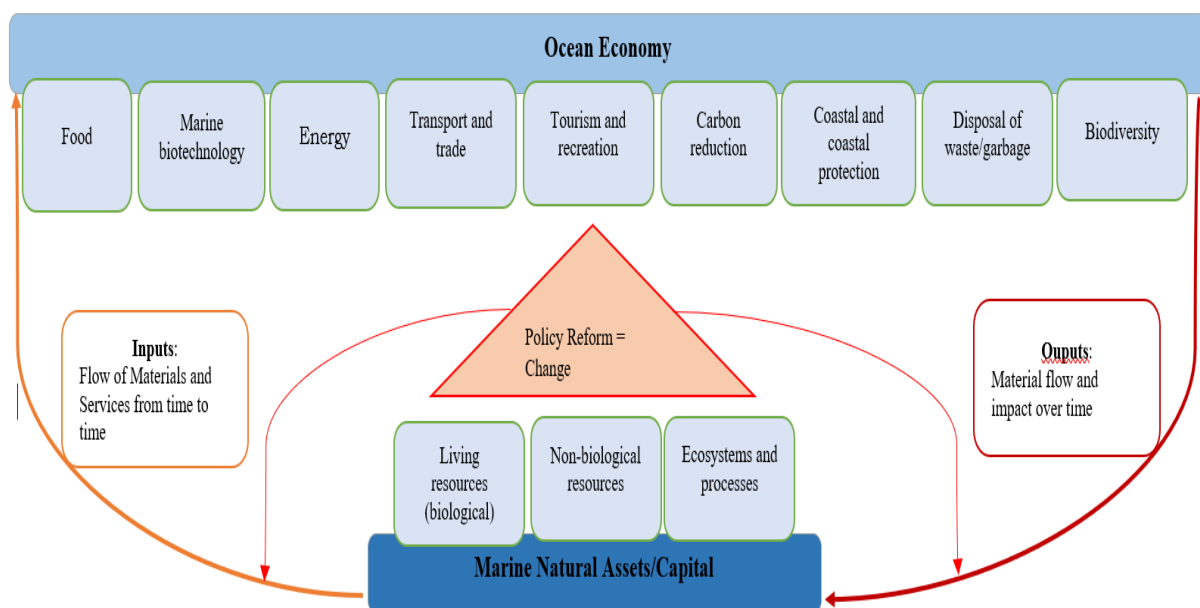 Ocean Economy
Food
Marine
biotechnology
Energy
Transport and
trade
Tourism and
recreation
Carbon
reduction
Coastal and
coastal
protection
Disposal of
waste/garbage
Biodiversity
Inputs:
Flow of Materials and
Services from time to
time
Policy Reform =
Change
Ouputs:
Material flow and
impact over time
Living
resources
(biological)
Non-biological
resources
Ecosystems and
processes
Marine Natural Assets/Capital